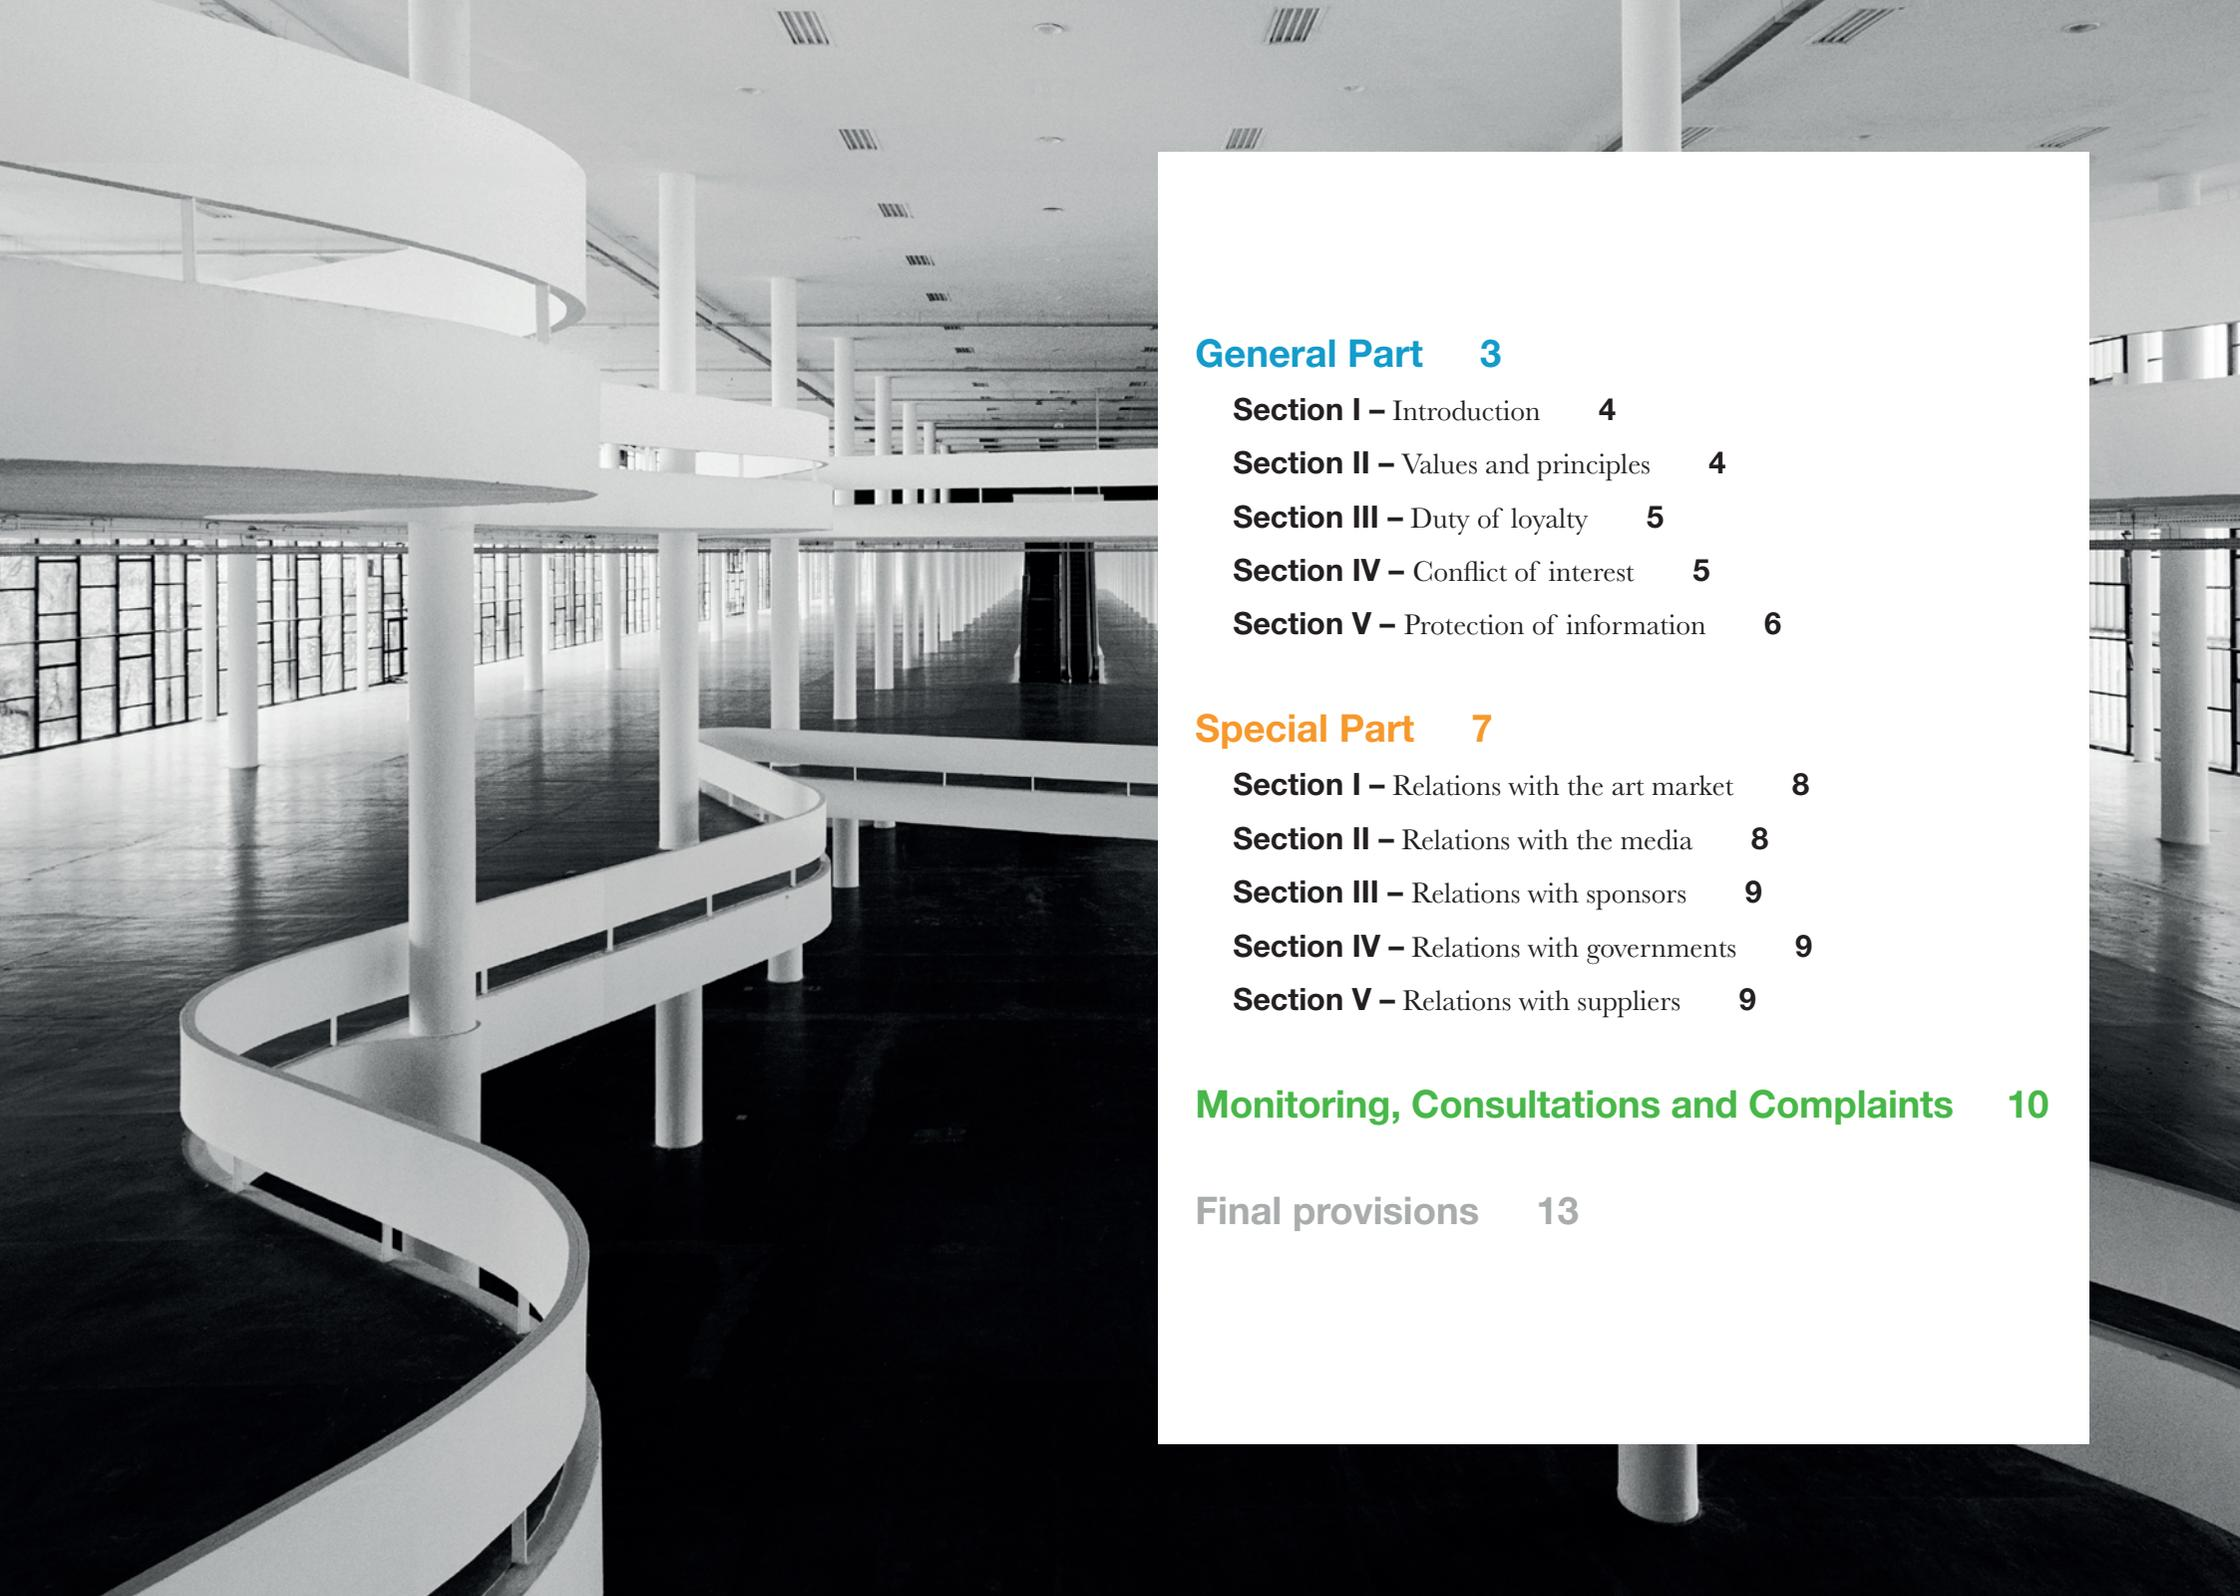 General Part 3
Section I – Introduction 4
Section II – Values and principles 4
Section III – Duty of loyalty 5
Section IV – Conflict of interest 5
Section V – Protection of information 6
Special Part 7
Section I – Relations with the art market 8
Section II – Relations with the media 8
Section III – Relations with sponsors 9
Section IV – Relations with governments 9
Section V – Relations with suppliers 9
Monitoring, Consultations and Complaints 10
Final provisions 13